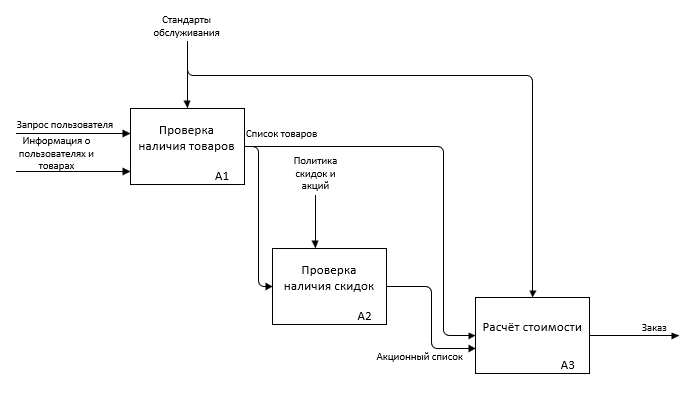 Стандарты
обслуживания
Запрос пользователя
Информация о
пользователях и
товарах
Проверка
наличия товаров
A1
Список товаров
Политика
скидок и
акций
Проверка
наличия скидок
A2
Акционный список
Расчёт стоимости
A3
Заказ